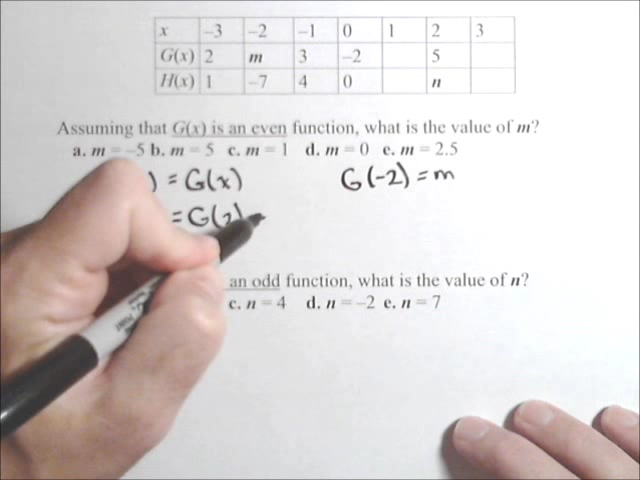 x –3 –2 –1 0 1 2 3
G(x) 2 m 3 –2 5
H(x) 1 –7 4 0 n
Assuming that G(x) is an even function, what is the value of m?
a. m = –5 b. m = 5 c. m = 1 d. m = 0 e. m = 2.5
) = G(x) G(-2) = m
= G(2)
an odd function, what is the value of n?
c. n = 4 d. n = –2 e. n = 7